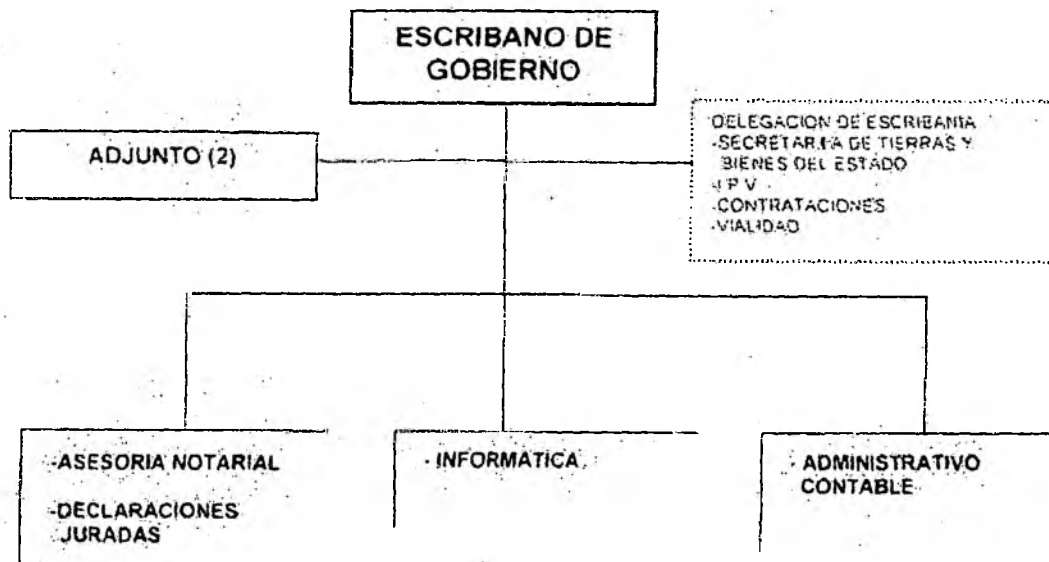 ESCRIBANO DE
GOBIERNO
ADJUNTO (2)
DELEGACION DE ESCRIBANIA
-SECRETARIA DE TIERRAS Y
BIENES DEL ESTADO
-I P V
-CONTRATACIONES
-VIALIDAD
-ASESORIA NOTARIAL
-DECLARACIONES
JURADAS
- INFORMATICA
- ADMINISTRATIVO
CONTABLE